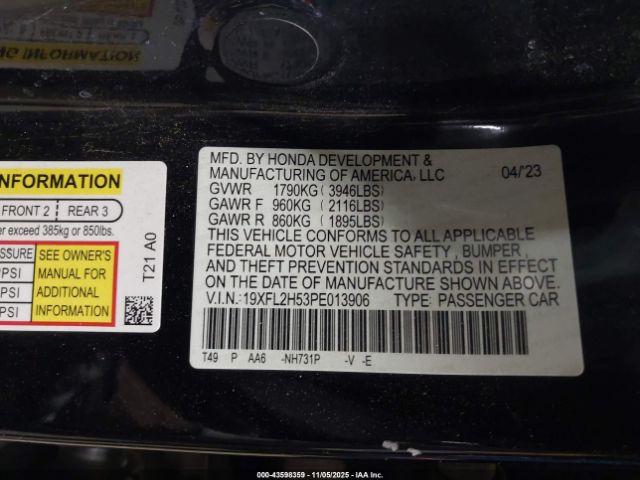 INFORMATION
FRONT 2 REAR 3
er exceed 385kg or 850lbs.
SSURE
PSI
PSI
PSI
SEE OWNER'S
MANUAL FOR
ADDITIONAL
INFORMATION
T21 A0
MFD. BY HONDA DEVELOPMENT &
MANUFACTURING OF AMERICA, LLC 04/'23
GVWR 1790KG (3946LBS)
GAWR F 960KG (2116LBS)
GAWR R 860KG (1895LBS)
THIS VEHICLE CONFORMS TO ALL APPLICABLE
FEDERAL MOTOR VEHICLE SAFETY, BUMPER,
AND THEFT PREVENTION STANDARDS IN EFFECT
ON THE DATE OF MANUFACTURE SHOWN ABOVE.
V.I.N.: 19XFL2H53PE013906 TYPE: PASSENGER CAR
T49 P AA6 -NH731P -V -E
000-43598359 - 11/05/2025 - IAA Inc.